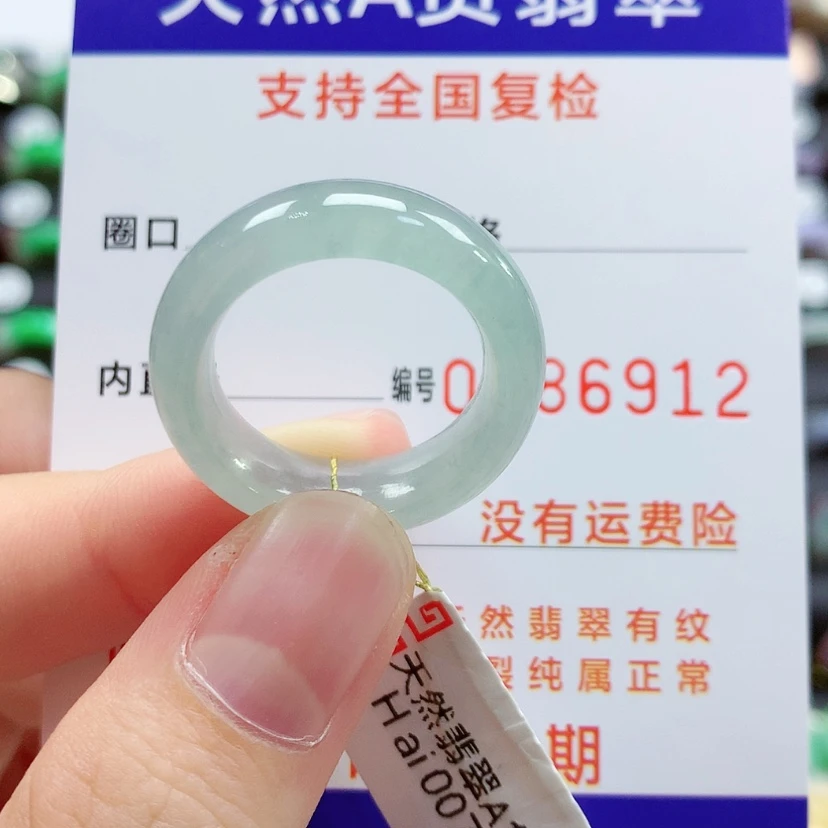 天然A货翡翠
支持全国复检
圈口
内
编号 0 86912
没有运费险
然翡翠有纹
裂纯属正常
期
天然翡翠A
Hai00